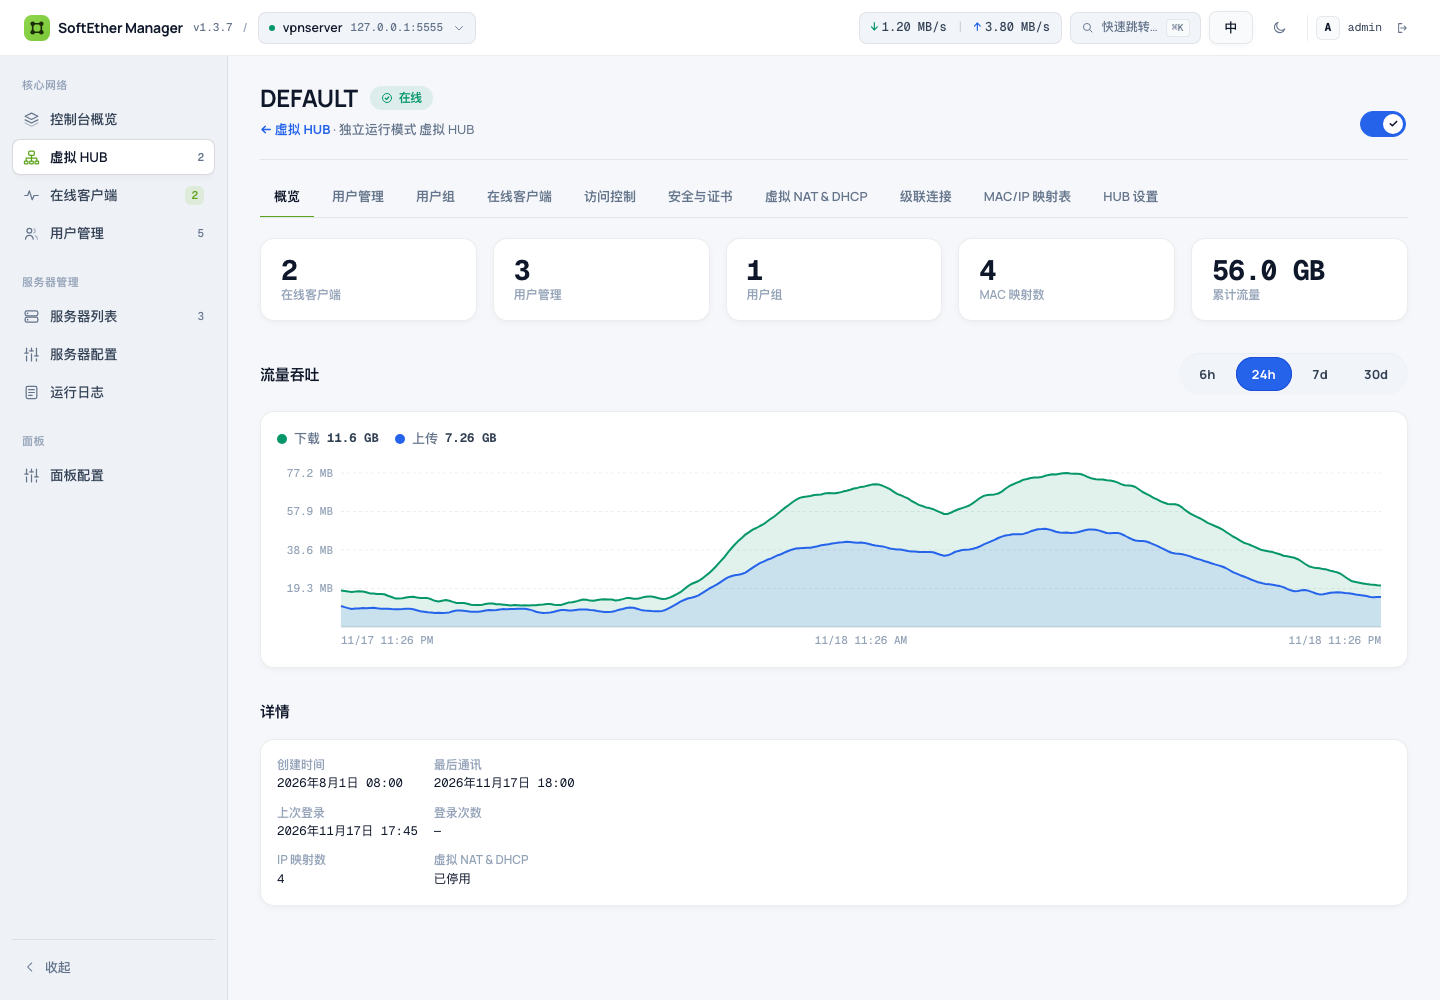 SoftEther Manager v1.3.7 / vpnserver 127.0.0.1:5555
↓1.20 MB/s | ↑3.80 MB/s 快速跳转... ⌘K 中 A admin
核心网络
控制台概览
虚拟 HUB 2
在线客户端 2
用户管理 5
服务器管理
服务器列表 3
服务器配置
运行日志
面板
面板配置
收起
DEFAULT 在线
← 虚拟 HUB · 独立运行模式 虚拟 HUB
概览 用户管理 用户组 在线客户端 访问控制 安全与证书 虚拟 NAT & DHCP 级联连接 MAC/IP 映射表 HUB 设置
2
在线客户端
3
用户管理
1
用户组
4
MAC 映射数
56.0 GB
累计流量
流量吞吐
6h 24h 7d 30d
下载 11.6 GB 上传 7.26 GB
77.2 MB
57.9 MB
38.6 MB
19.3 MB
11/17 11:26 PM 11/18 11:26 AM 11/18 11:26 PM
详情
创建时间 最后通讯
2026年8月1日 08:00 2026年11月17日 18:00
上次登录 登录次数
2026年11月17日 17:45 —
IP 映射数 虚拟 NAT & DHCP
4 已停用